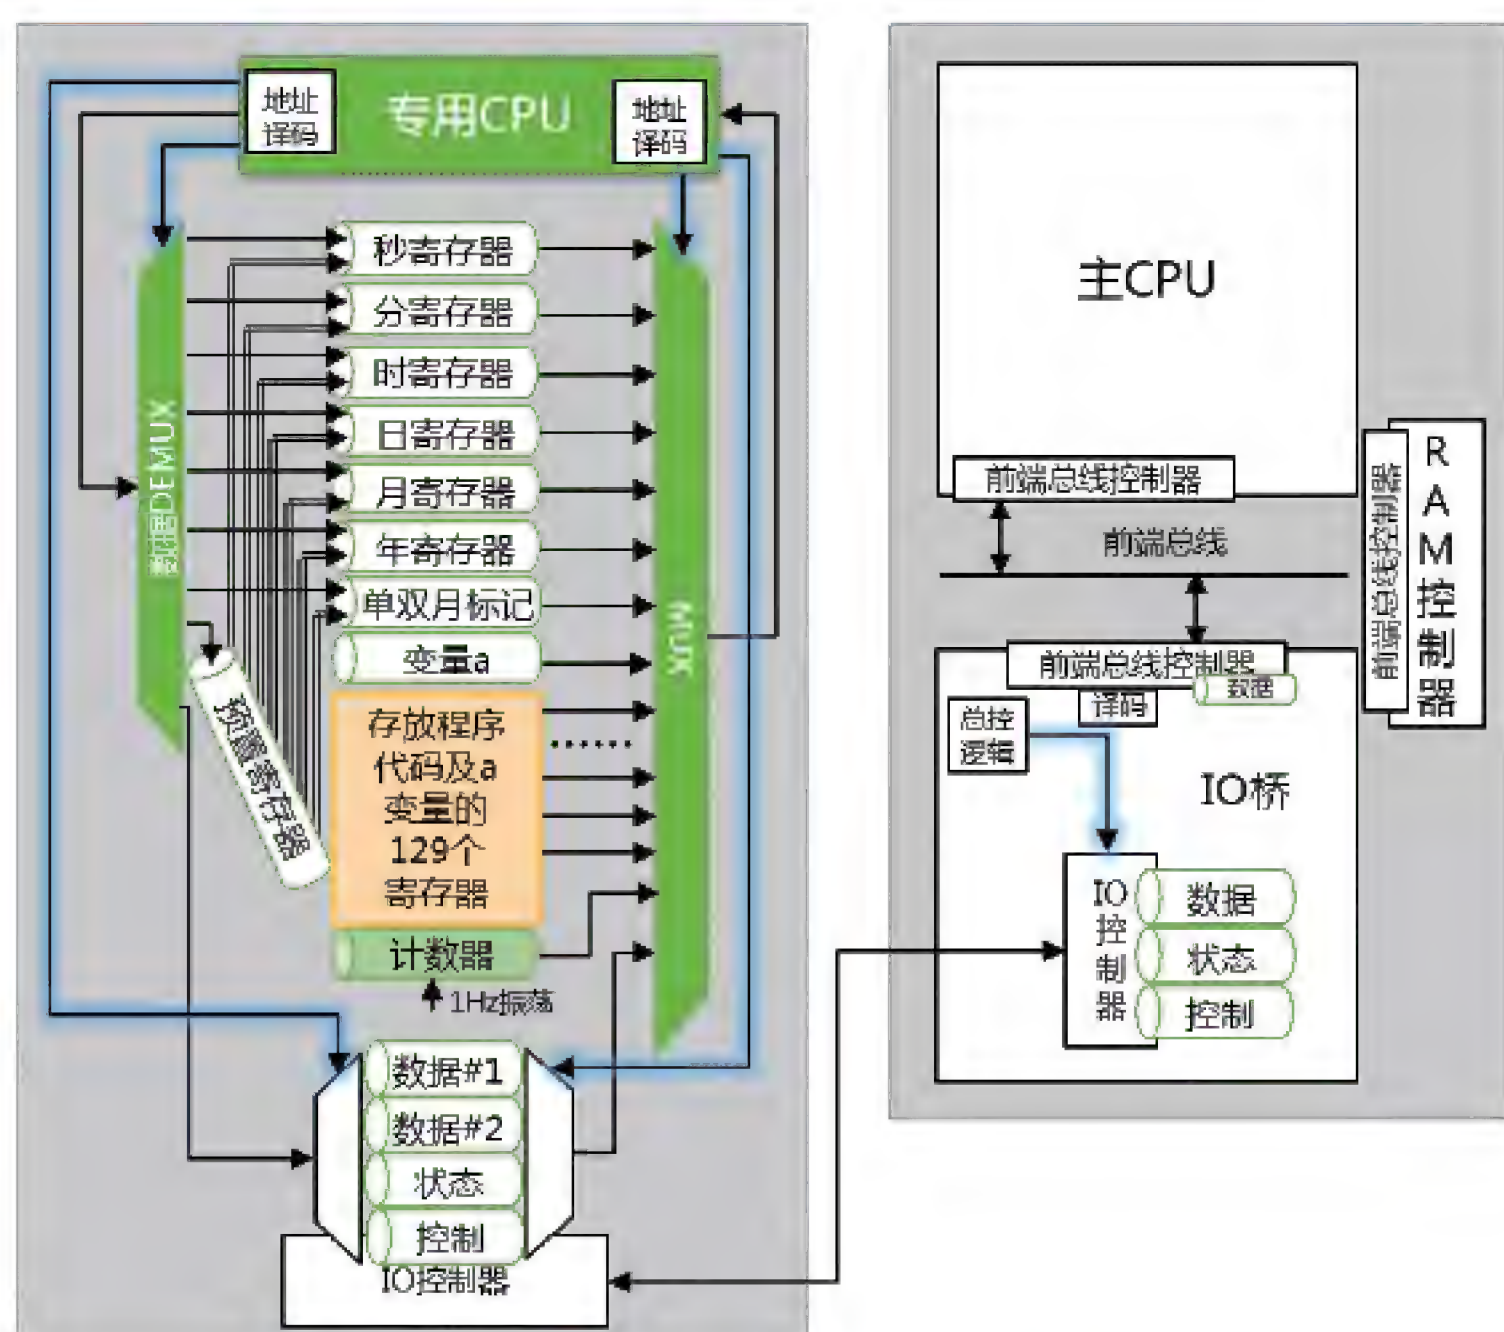 地址
译码
专用CPU
地址
译码
秒寄存器
分寄存器
时寄存器
日寄存器
月寄存器
年寄存器
单双月标记
变量a
存放程序
代码及a
变量的
129个
寄存器
······
计数器
1Hz振荡
数据DEMUX
预置寄存器
MUX
数据#1
数据#2
状态
控制
IO控制器
主CPU
前端总线控制器
前端总线
前端总线控制器
RAM控制器
前端总线控制器
数据
译码
总控
逻辑
IO桥
IO
控
制
器
数据
状态
控制